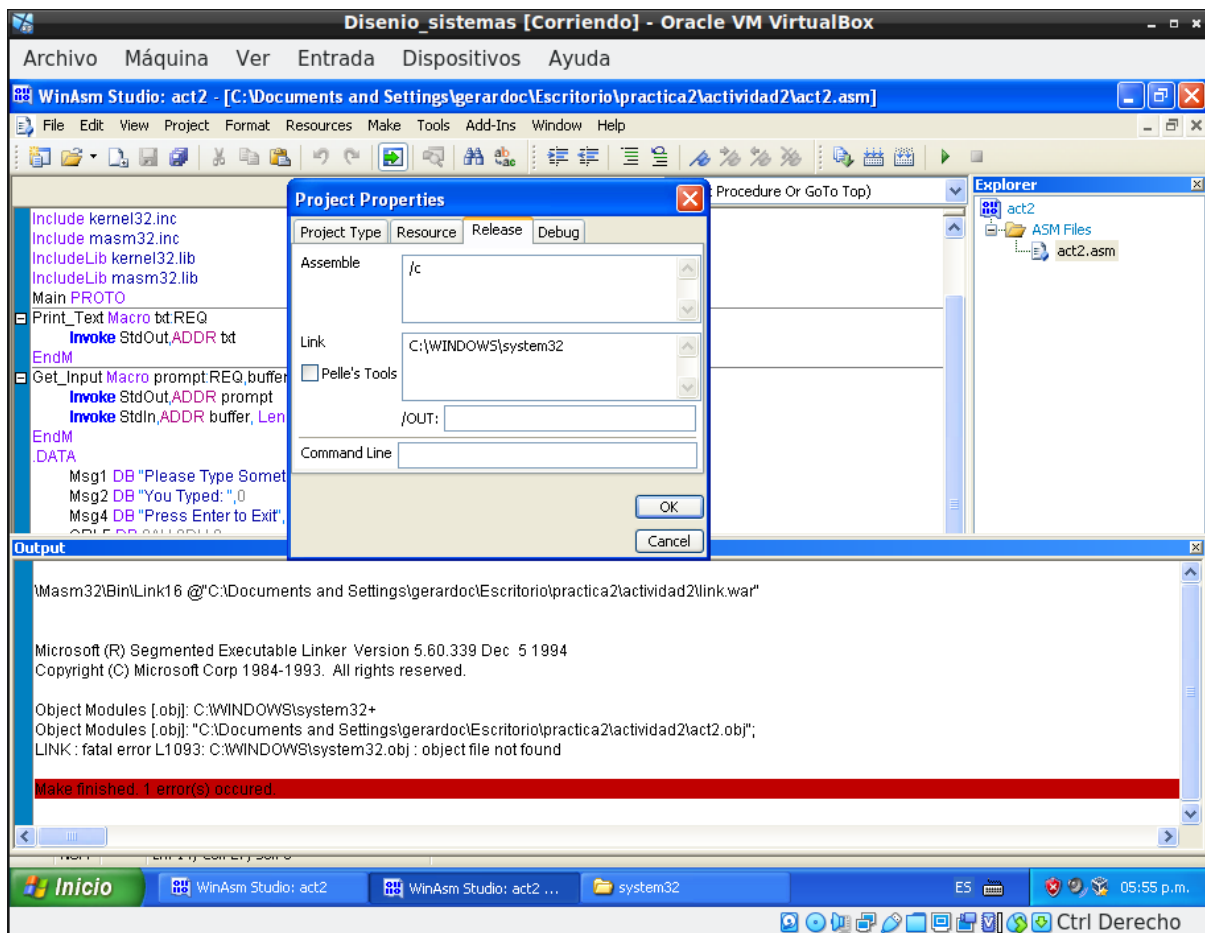 Disenio_sistemas [Corriendo] - Oracle VM VirtualBox
Archivo Máquina Ver Entrada Dispositivos Ayuda
WinAsm Studio: act2 - [C:\Documents and Settings\gerardoc\Escritorio\practica2\actividad2\act2.asm]
File Edit View Project Format Resources Make Tools Add-Ins Window Help
Procedure Or GoTo Top)
Include kernel32.inc
Include masm32.inc
IncludeLib kernel32.lib
IncludeLib masm32.lib
Main PROTO
Print_Text Macro txt:REQ
Invoke StdOut,ADDR txt
EndM
Get_Input Macro prompt:REQ,buffer
Invoke StdOut,ADDR prompt
Invoke StdIn,ADDR buffer, Len
EndM
.DATA
Msg1 DB "Please Type Somet
Msg2 DB "You Typed: ",0
Msg4 DB "Press Enter to Exit",
Project Properties
Project Type Resource Release Debug
Assemble
/c
Link
C:\WINDOWS\system32
Pelle's Tools
/OUT:
Command Line
OK
Cancel
Explorer
act2
ASM Files
act2.asm
Output
\Masm32\Bin\Link16 @"C:\Documents and Settings\gerardoc\Escritorio\practica2\actividad2\link.war"
Microsoft (R) Segmented Executable Linker Version 5.60.339 Dec 5 1994
Copyright (C) Microsoft Corp 1984-1993. All rights reserved.
Object Modules [.obj]: C:\WINDOWS\system32+
Object Modules [.obj]: "C:\Documents and Settings\gerardoc\Escritorio\practica2\actividad2\act2.obj";
LINK : fatal error L1093: C:\WINDOWS\system32.obj : object file not found
Make finished. 1 error(s) occured.
Inicio
WinAsm Studio: act2
WinAsm Studio: act2 ...
system32
ES
05:55 p.m.
Ctrl Derecho